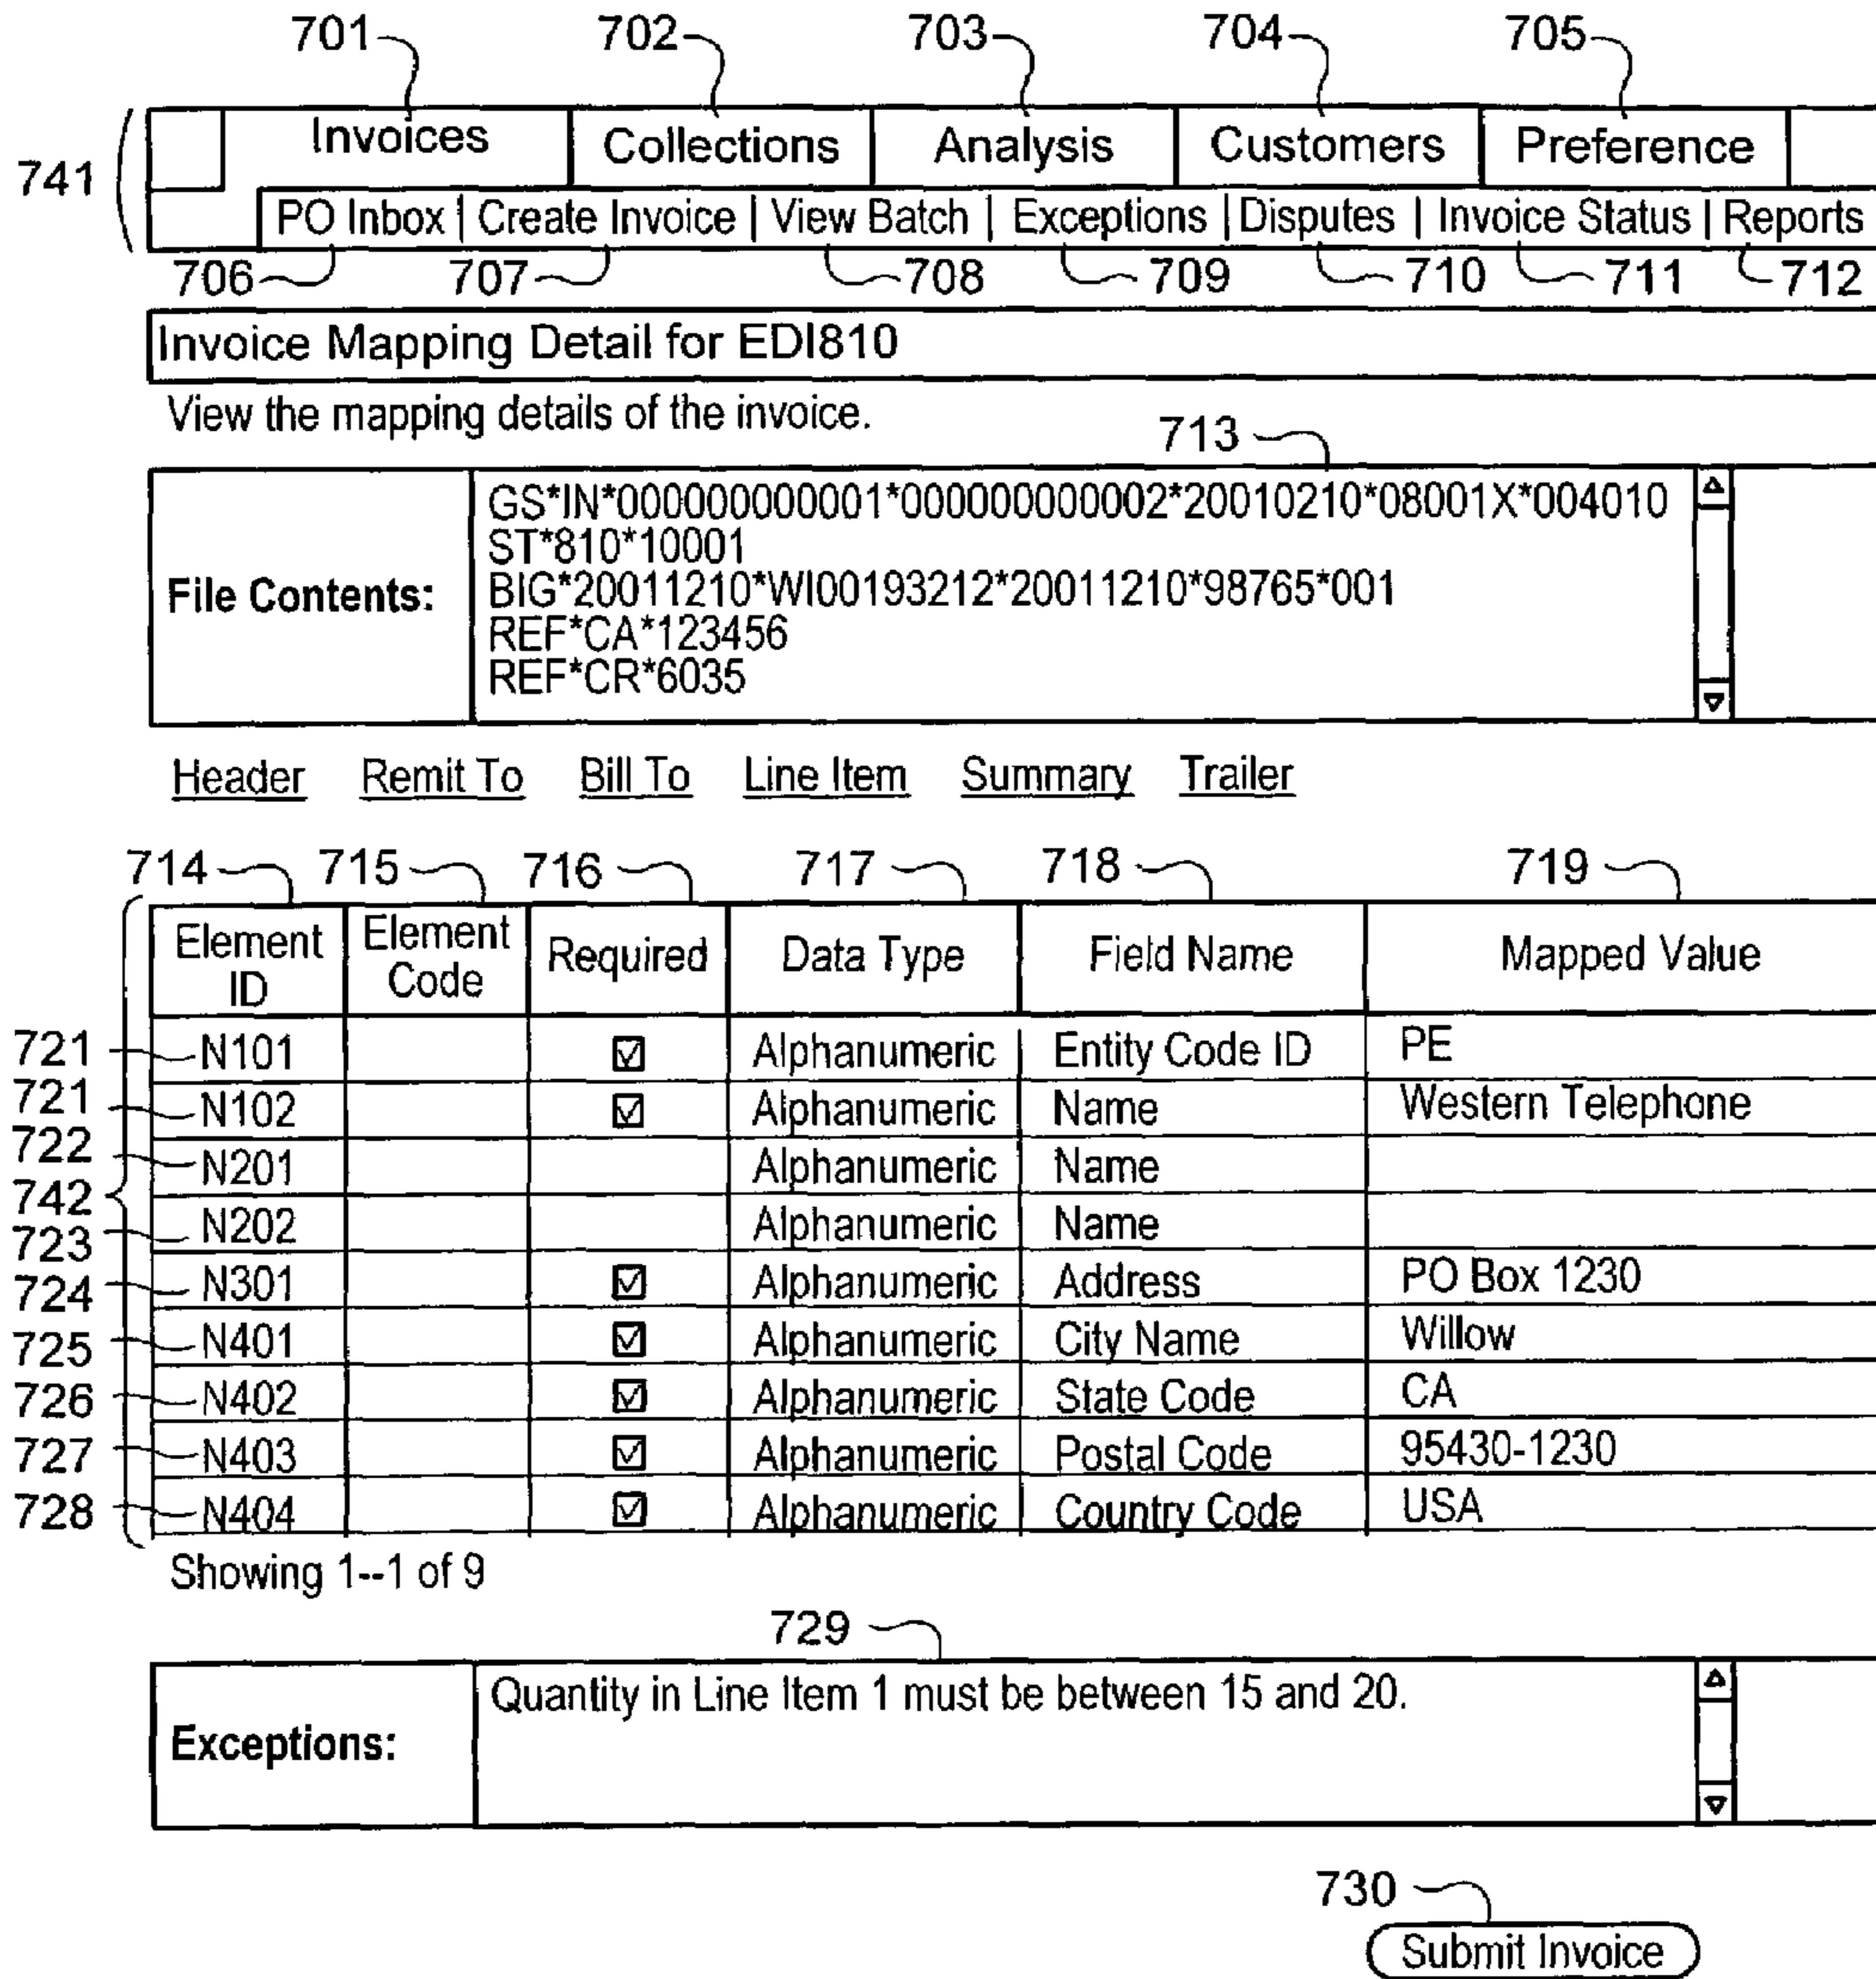 701 702 703 704 705
741 Invoices Collections Analysis Customers Preference
PO Inbox | Create Invoice | View Batch | Exceptions | Disputes | Invoice Status | Reports
706 707 708 709 710 711 712
Invoice Mapping Detail for EDI810
View the mapping details of the invoice.
713
File Contents:
GS*IN*000000000001*000000000002*20010210*08001X*004010
ST*810*10001
BIG*20011210*WI00193212*20011210*98765*001
REF*CA*123456
REF*CR*6035
Header Remit To Bill To Line Item Summary Trailer
714 715 716 717 718 719
Element ID Element Code Required Data Type Field Name Mapped Value
721 N101 Alphanumeric Entity Code ID PE
721 N102 Alphanumeric Name Western Telephone
722 N201 Alphanumeric Name
742
723 N202 Alphanumeric Name
724 N301 Alphanumeric Address PO Box 1230
725 N401 Alphanumeric City Name Willow
726 N402 Alphanumeric State Code CA
727 N403 Alphanumeric Postal Code 95430-1230
728 N404 Alphanumeric Country Code USA
Showing 1--1 of 9
729
Exceptions: Quantity in Line Item 1 must be between 15 and 20.
730
Submit Invoice